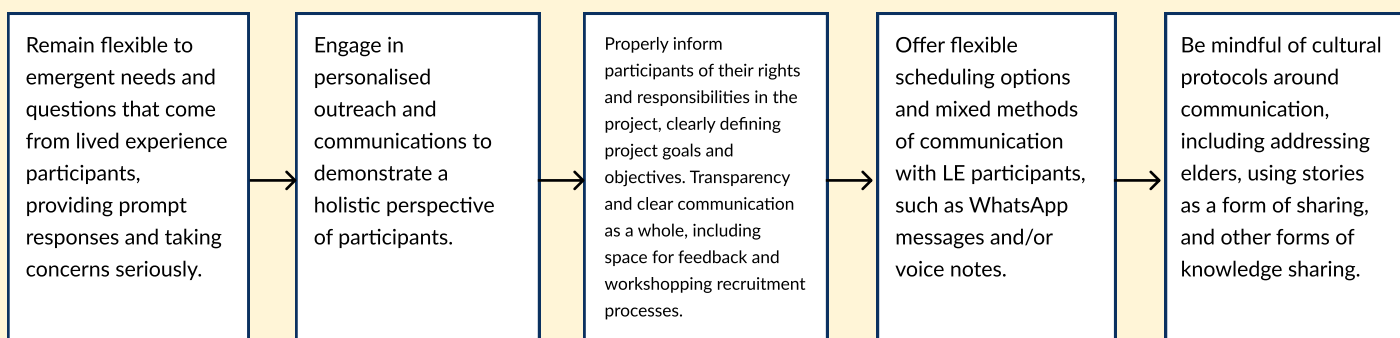 Remain flexible to
emergent needs and
questions that come
from lived experience
participants,
providing prompt
responses and taking
concerns seriously.
Engage in
personalised
outreach and
communications to
demonstrate a
holistic perspective
of participants.
Properly inform
participants of their rights
and responsibilities in the
project, clearly defining
project goals and
objectives. Transparency
and clear communication
as a whole, including
space for feedback and
workshopping recruitment
processes.
Offer flexible
scheduling options
and mixed methods
of communication
with LE participants,
such as WhatsApp
messages and/or
voice notes.
Be mindful of cultural
protocols around
communication,
including addressing
elders, using stories
as a form of sharing,
and other forms of
knowledge sharing.